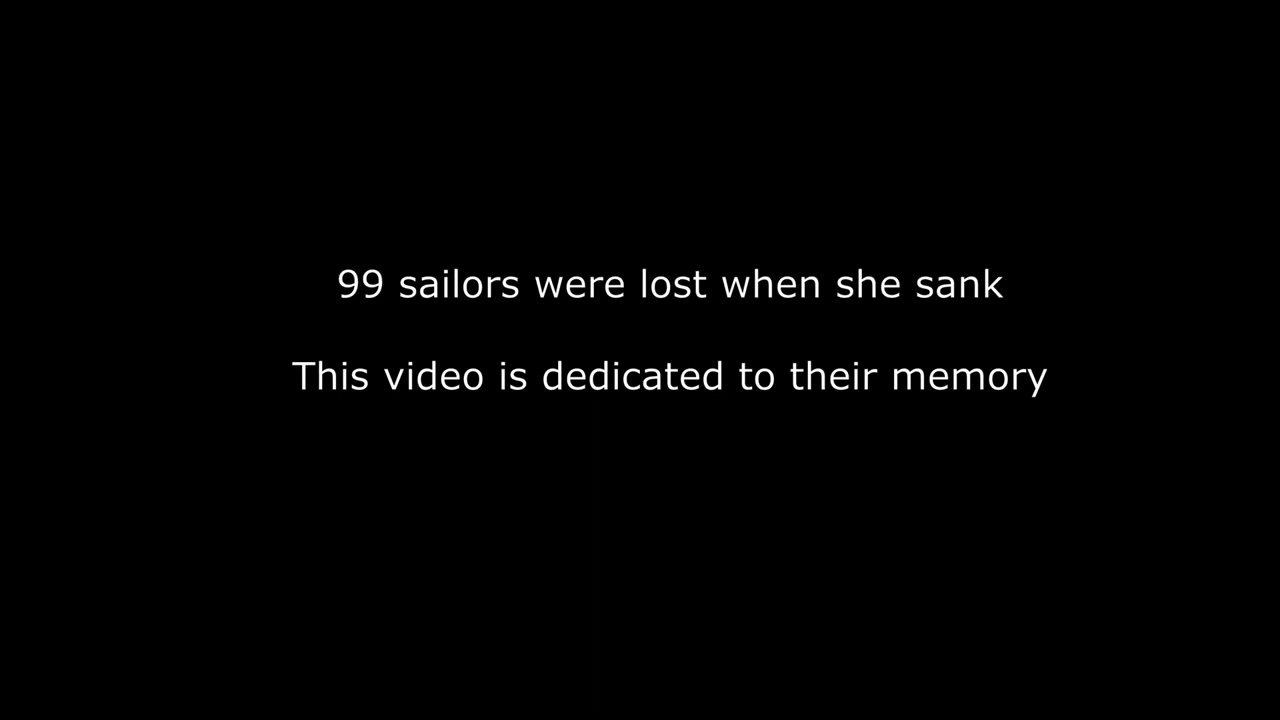 99 sailors were lost when she sank
This video is dedicated to their memory